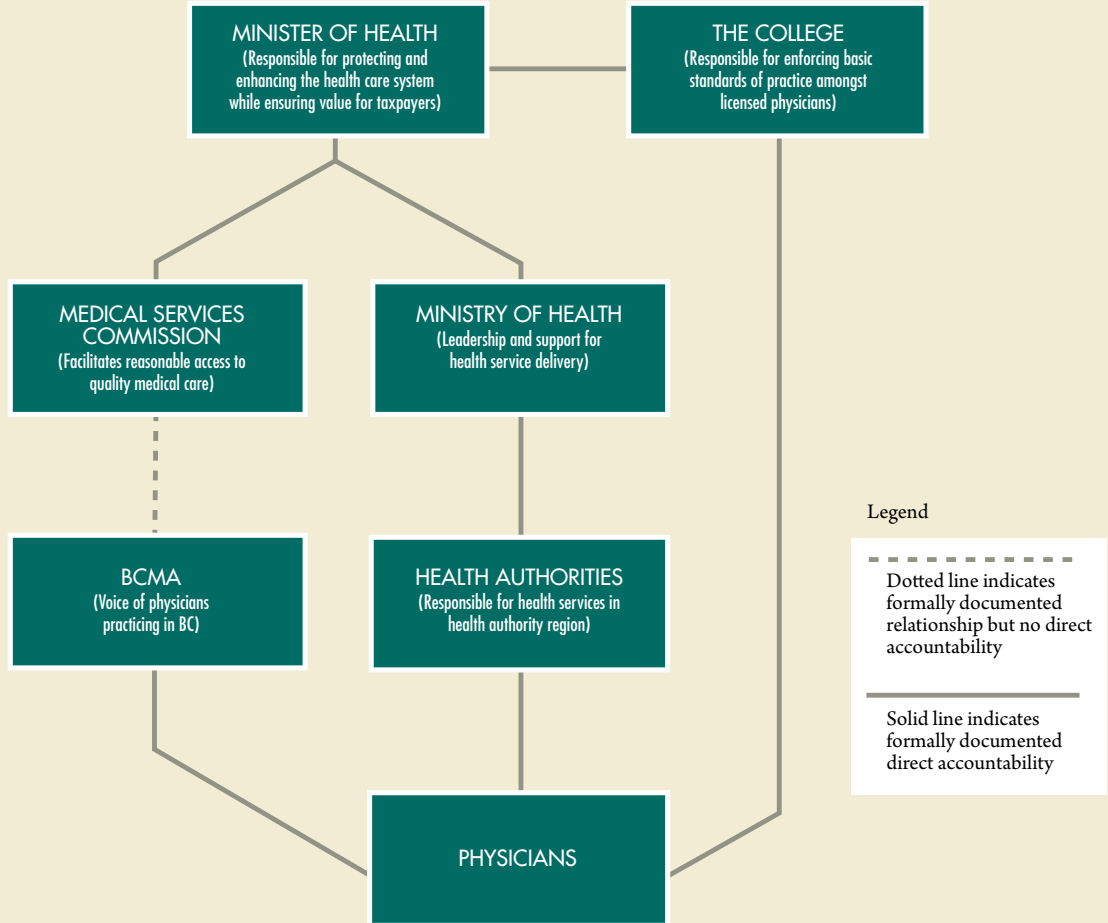 MINISTER OF HEALTH
(Responsible for protecting and
enhancing the health care system
while ensuring value for taxpayers)
THE COLLEGE
(Responsible for enforcing basic
standards of practice amongst
licensed physicians)
MEDICAL SERVICES
COMMISSION
(Facilitates reasonable access to
quality medical care)
MINISTRY OF HEALTH
(Leadership and support for
health service delivery)
BCMA
(Voice of physicians
practicing in BC)
HEALTH AUTHORITIES
(Responsible for health services in
health authority region)
PHYSICIANS
Legend
Dotted line indicates
formally documented
relationship but no direct
accountability
Solid line indicates
formally documented
direct accountability